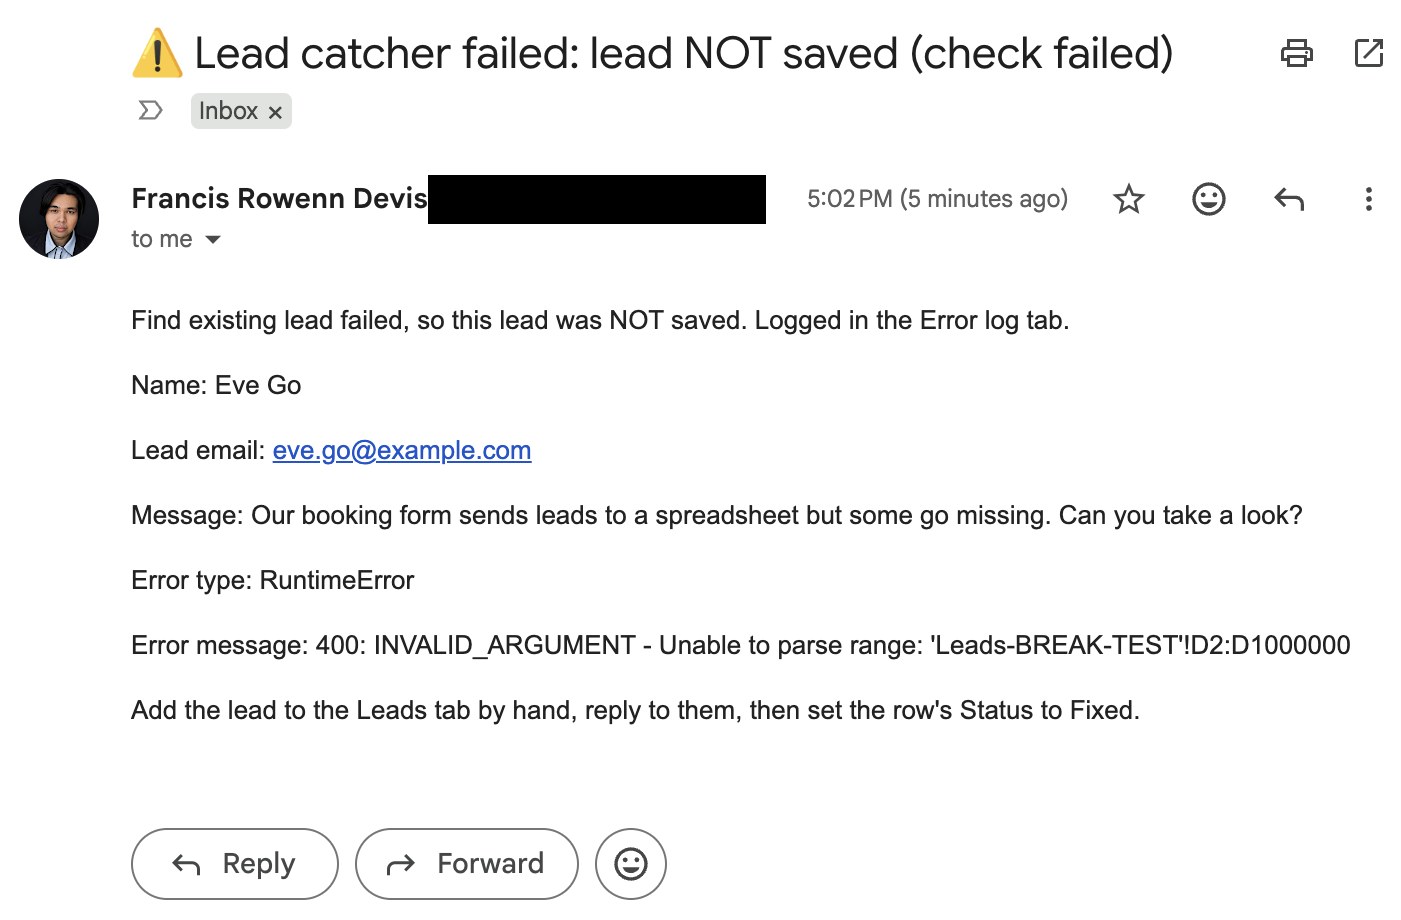 ⚠️ Lead catcher failed: lead NOT saved (check failed)
Inbox ×
Francis Rowenn Devis
5:02 PM (5 minutes ago)
to me
Find existing lead failed, so this lead was NOT saved. Logged in the Error log tab.
Name: Eve Go
Lead email: eve.go@example.com
Message: Our booking form sends leads to a spreadsheet but some go missing. Can you take a look?
Error type: RuntimeError
Error message: 400: INVALID_ARGUMENT - Unable to parse range: 'Leads-BREAK-TEST'!D2:D1000000
Add the lead to the Leads tab by hand, reply to them, then set the row's Status to Fixed.
Reply
Forward